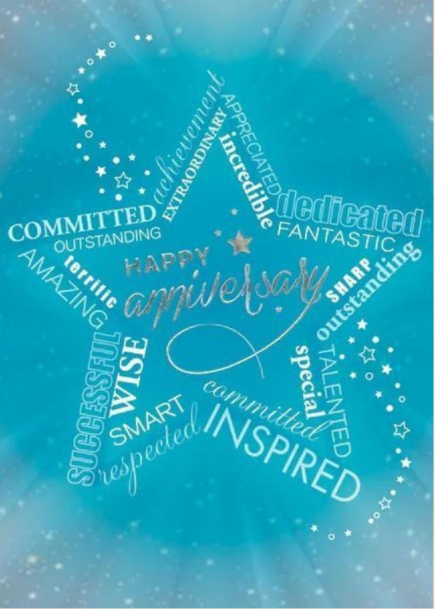 achievement
EXTRAORDINARY
APPRECIATED
incredible
dedicated
FANTASTIC
COMMITTED
OUTSTANDING
terrific
AMAZING
HAPPY
anniversary
SHARP
outstanding
SUCCESSFUL
WISE
SMART
respected
special
TALENTED
committed
INSPIRED